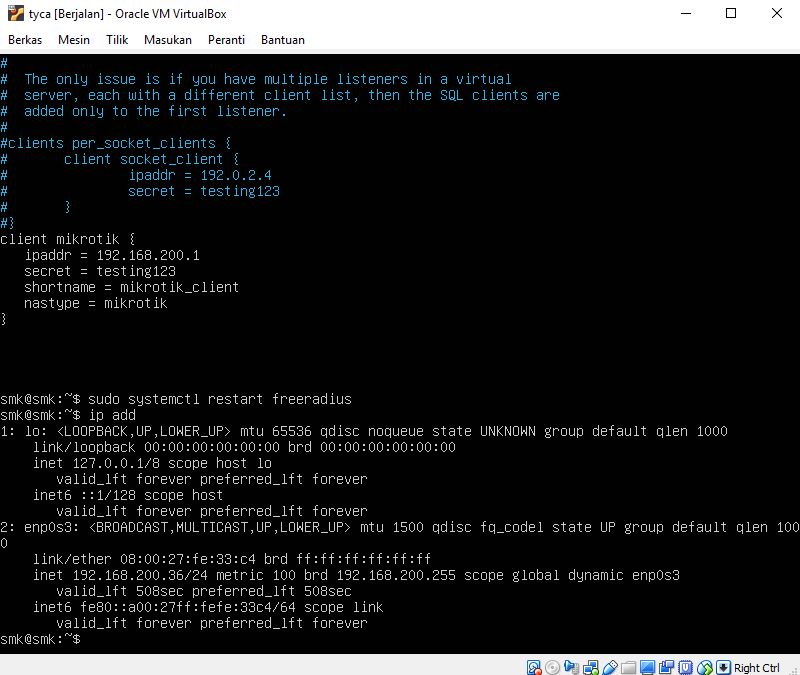 tyca [Berjalan] - Oracle VM VirtualBox
Berkas Mesin Tilik Masukan Peranti Bantuan
#
#  The only issue is if you have multiple listeners in a virtual
#  server, each with a different client list, then the SQL clients are
#  added only to the first listener.
#
#clients per_socket_clients {
#       client socket_client {
#               ipaddr = 192.0.2.4
#               secret = testing123
#       }
#}
client mikrotik {
   ipaddr = 192.168.200.1
   secret = testing123
   shortname = mikrotik_client
   nastype = mikrotik
}
smk@smk:~$ sudo systemctl restart freeradius
smk@smk:~$ ip add
1: lo: <LOOPBACK,UP,LOWER_UP> mtu 65536 qdisc noqueue state UNKNOWN group default qlen 1000
    link/loopback 00:00:00:00:00:00 brd 00:00:00:00:00:00
    inet 127.0.0.1/8 scope host lo
       valid_lft forever preferred_lft forever
    inet6 ::1/128 scope host
       valid_lft forever preferred_lft forever
2: enp0s3: <BROADCAST,MULTICAST,UP,LOWER_UP> mtu 1500 qdisc fq_codel state UP group default qlen 100
0
    link/ether 08:00:27:fe:33:c4 brd ff:ff:ff:ff:ff:ff
    inet 192.168.200.36/24 metric 100 brd 192.168.200.255 scope global dynamic enp0s3
       valid_lft 508sec preferred_lft 508sec
    inet6 fe80::a00:27ff:fefe:33c4/64 scope link
       valid_lft forever preferred_lft forever
smk@smk:~$
Right Ctrl